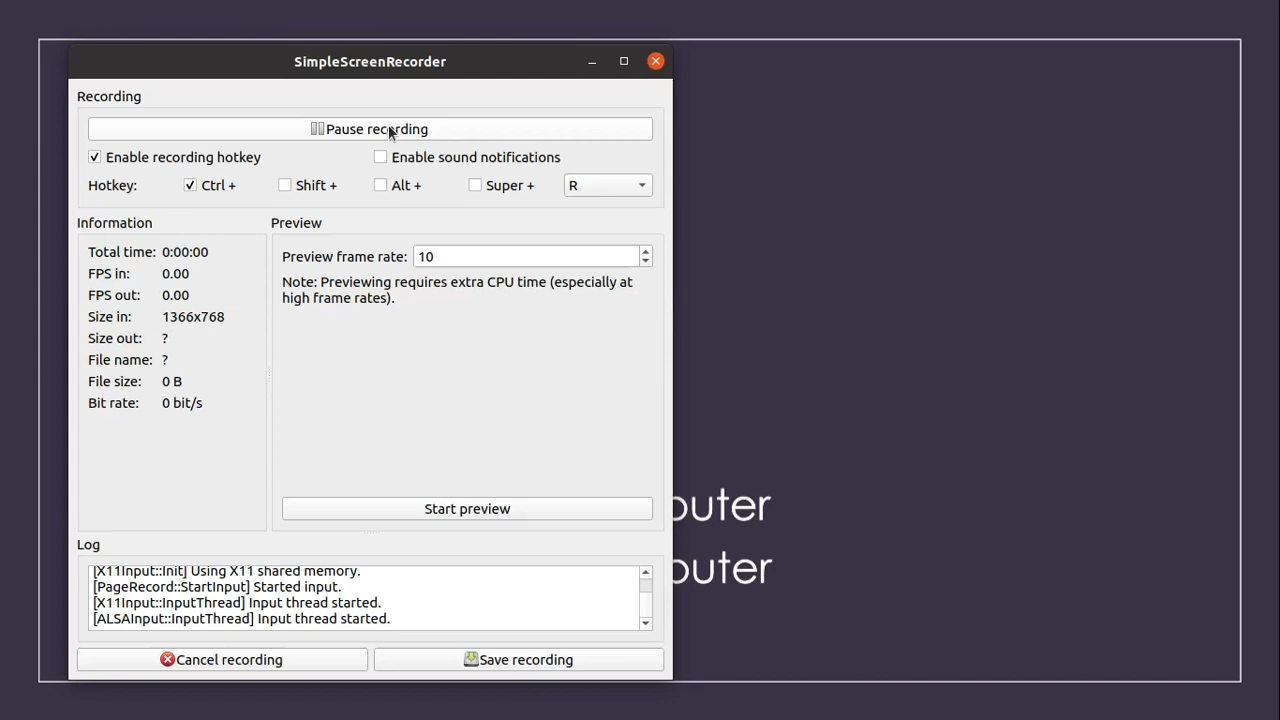 SimpleScreenRecorder
Recording
Pause recording
Enable recording hotkey Enable sound notifications
Hotkey: Ctrl + Shift + Alt + Super + R
Information
Total time: 0:00:00
FPS in: 0.00
FPS out: 0.00
Size in: 1366x768
Size out: ?
File name: ?
File size: 0 B
Bit rate: 0 bit/s
Preview
Preview frame rate: 10
Note: Previewing requires extra CPU time (especially at
high frame rates).
Start preview
Log
[X11Input::Init] Using X11 shared memory.
[PageRecord::StartInput] Started input.
[X11Input::InputThread] Input thread started.
[ALSAInput::InputThread] Input thread started.
Cancel recording Save recording
outer
outer